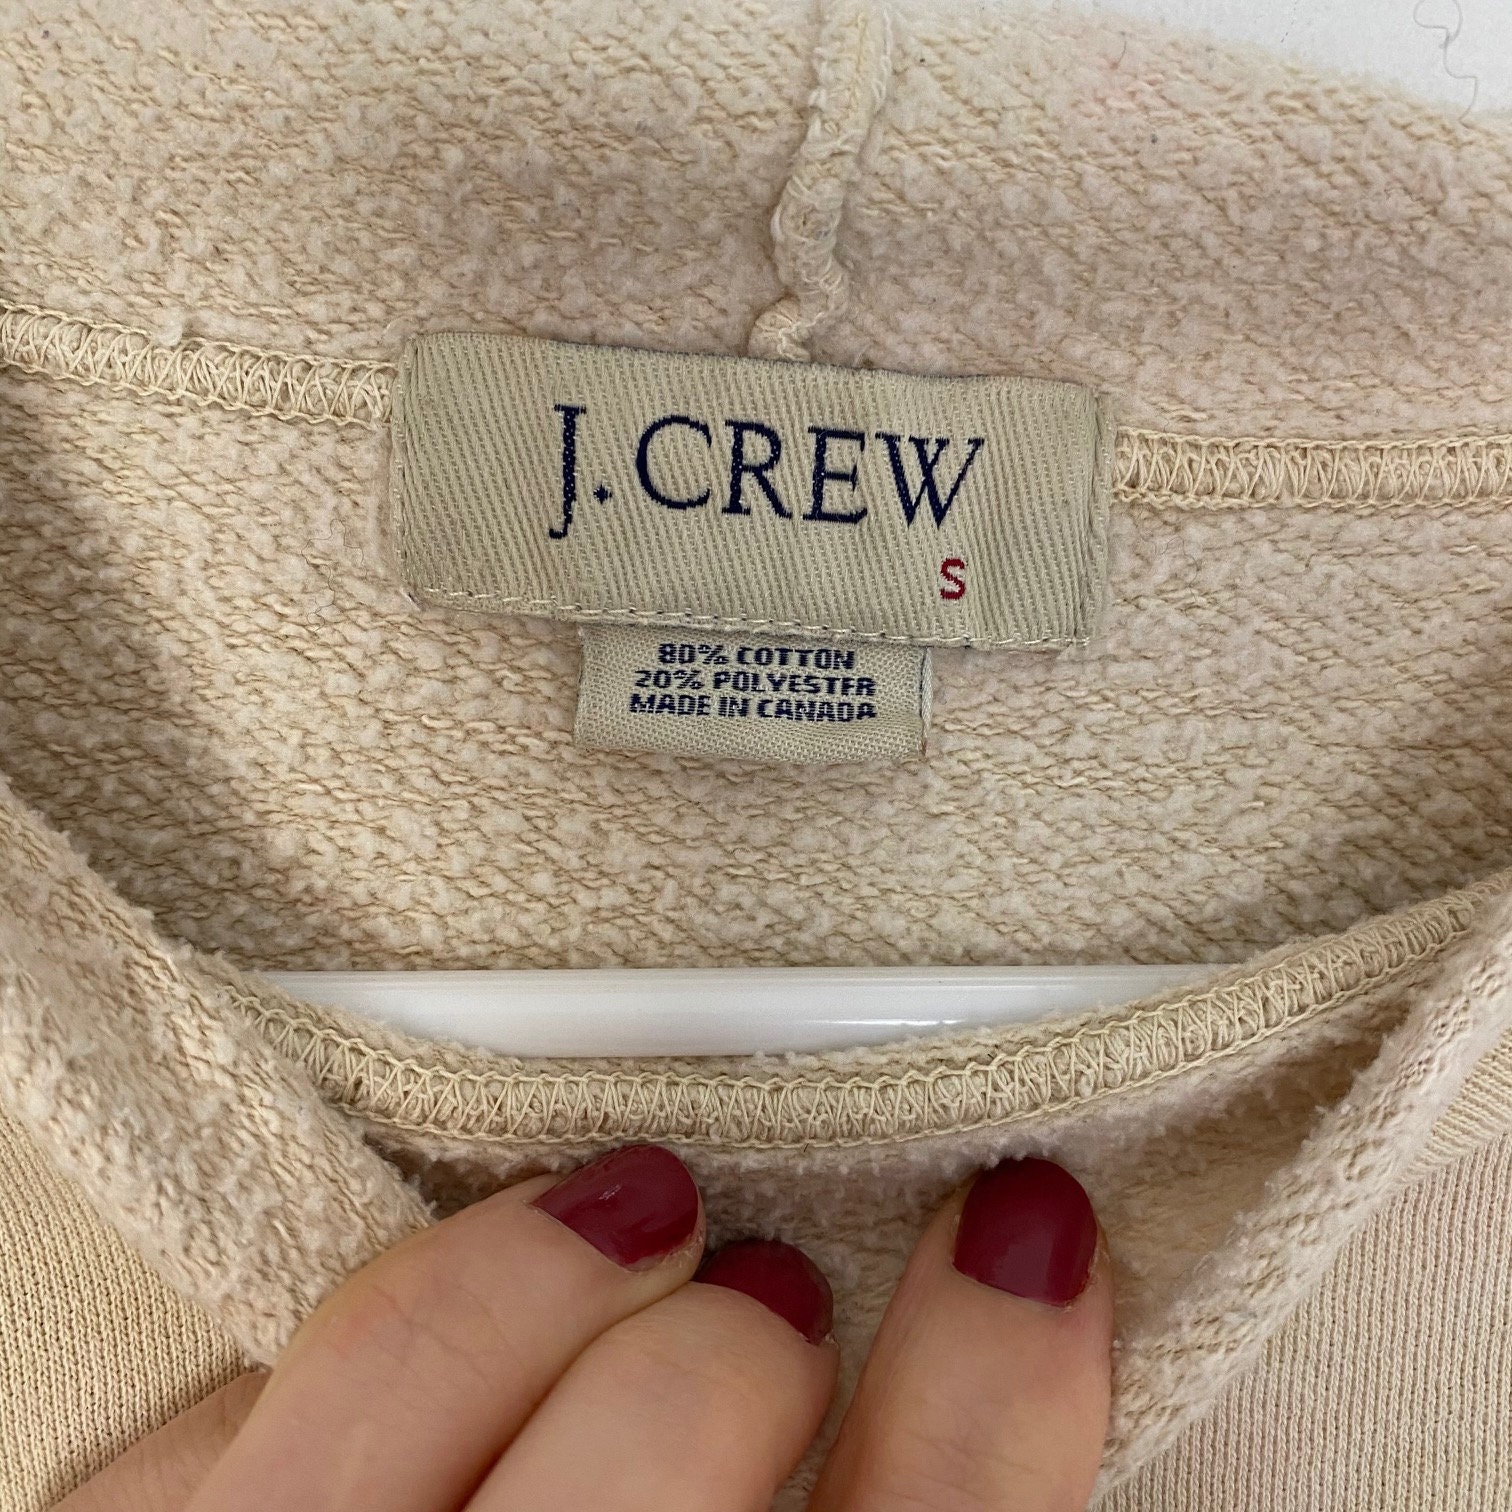 J.CREW
S
80% COTTON
20% POLYESTER
MADE IN CANADA